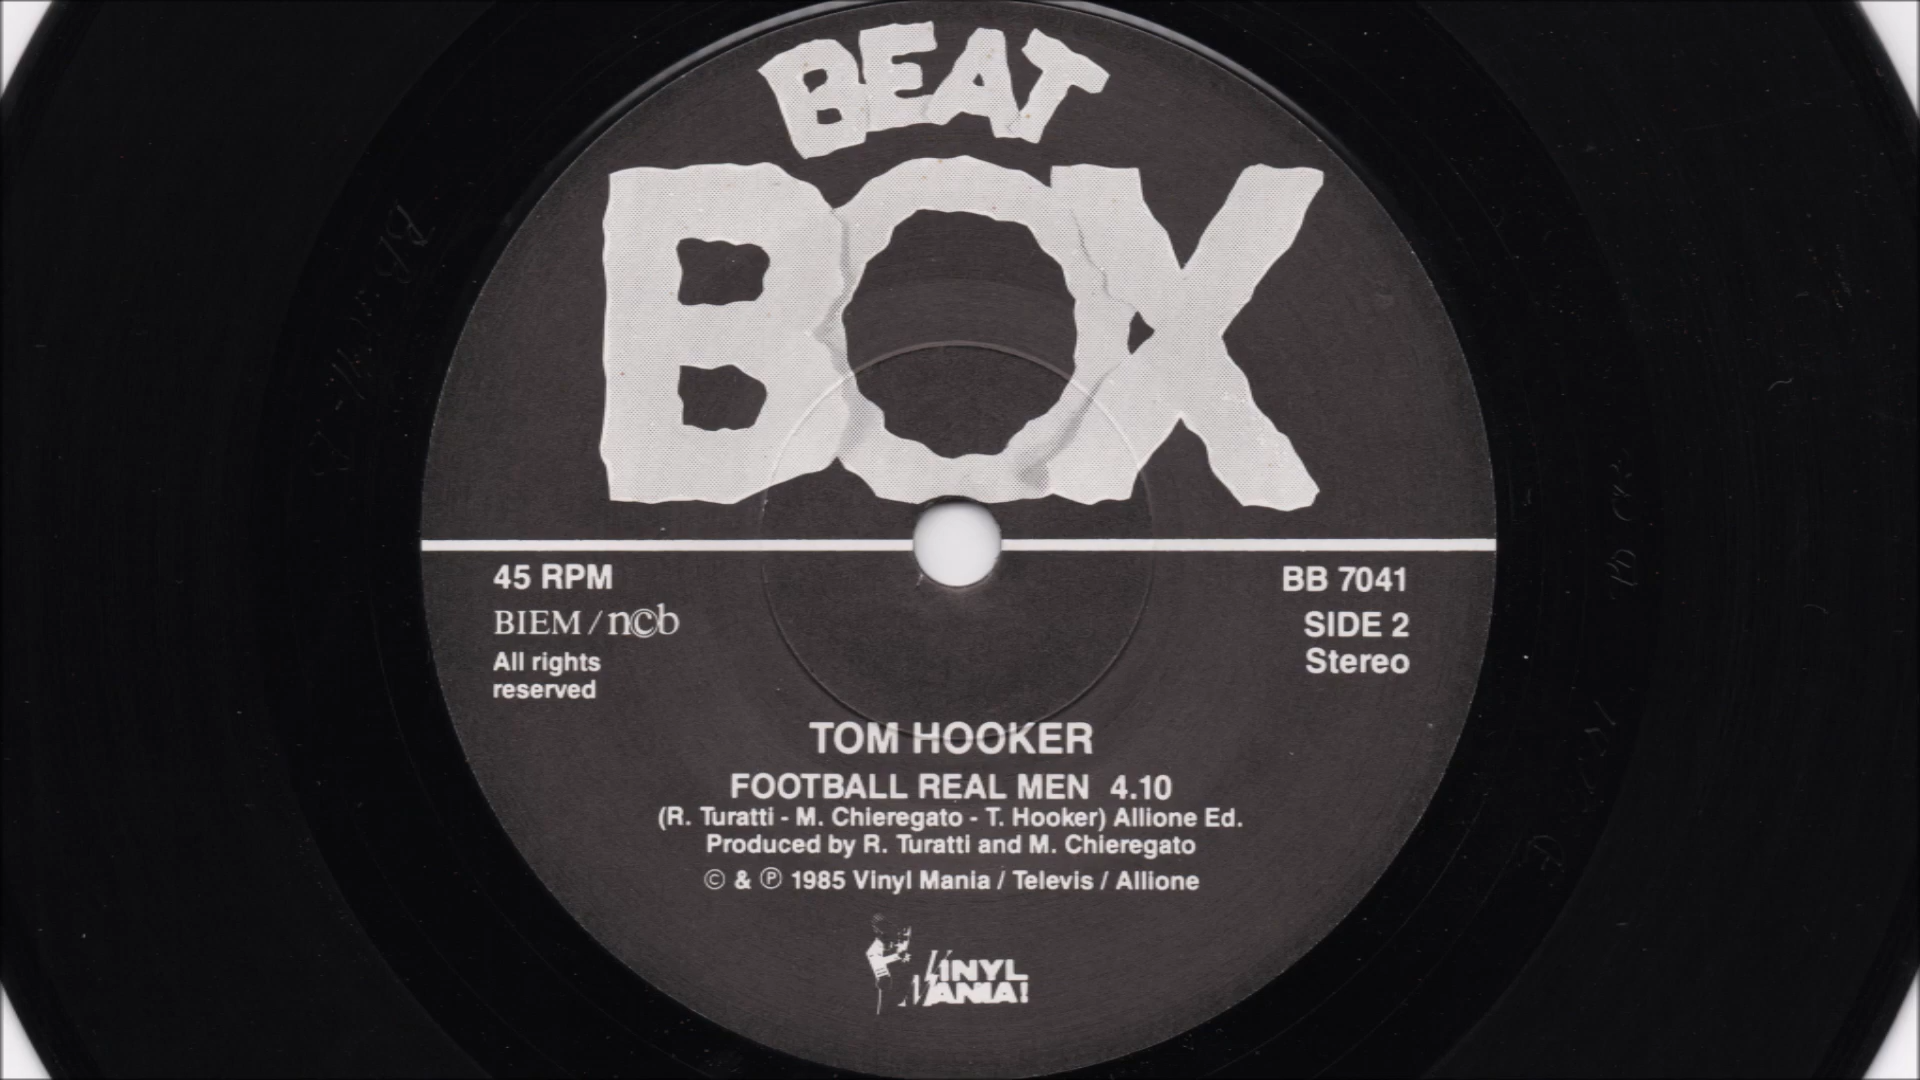 BEAT
BOX
45 RPM
BB 7041
BIEM / n©b
SIDE 2
All rights
reserved
Stereo
TOM HOOKER
FOOTBALL REAL MEN 4.10
(R. Turatti - M. Chieregato - T. Hooker) Allione Ed.
Produced by R. Turatti and M. Chieregato
© & ℗ 1985 Vinyl Mania / Televis / Allione
VINYL
MANIA!